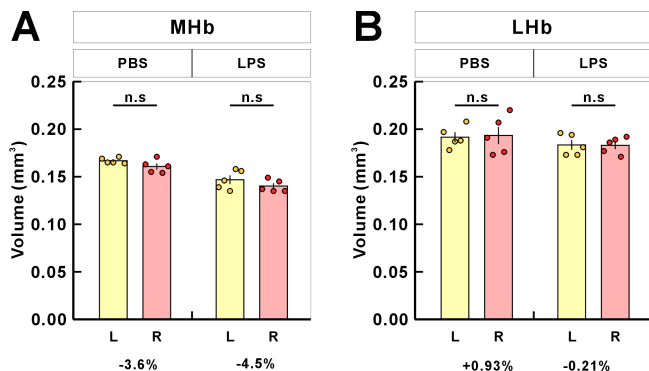 A
MHb
PBS LPS
n.s n.s
Volume (mm³)
0.25
0.20
0.15
0.10
0.05
0.00
L R L R
-3.6% -4.5%
B
LHb
PBS LPS
n.s n.s
Volume (mm³)
0.25
0.20
0.15
0.10
0.05
0.00
L R L R
+0.93% -0.21%